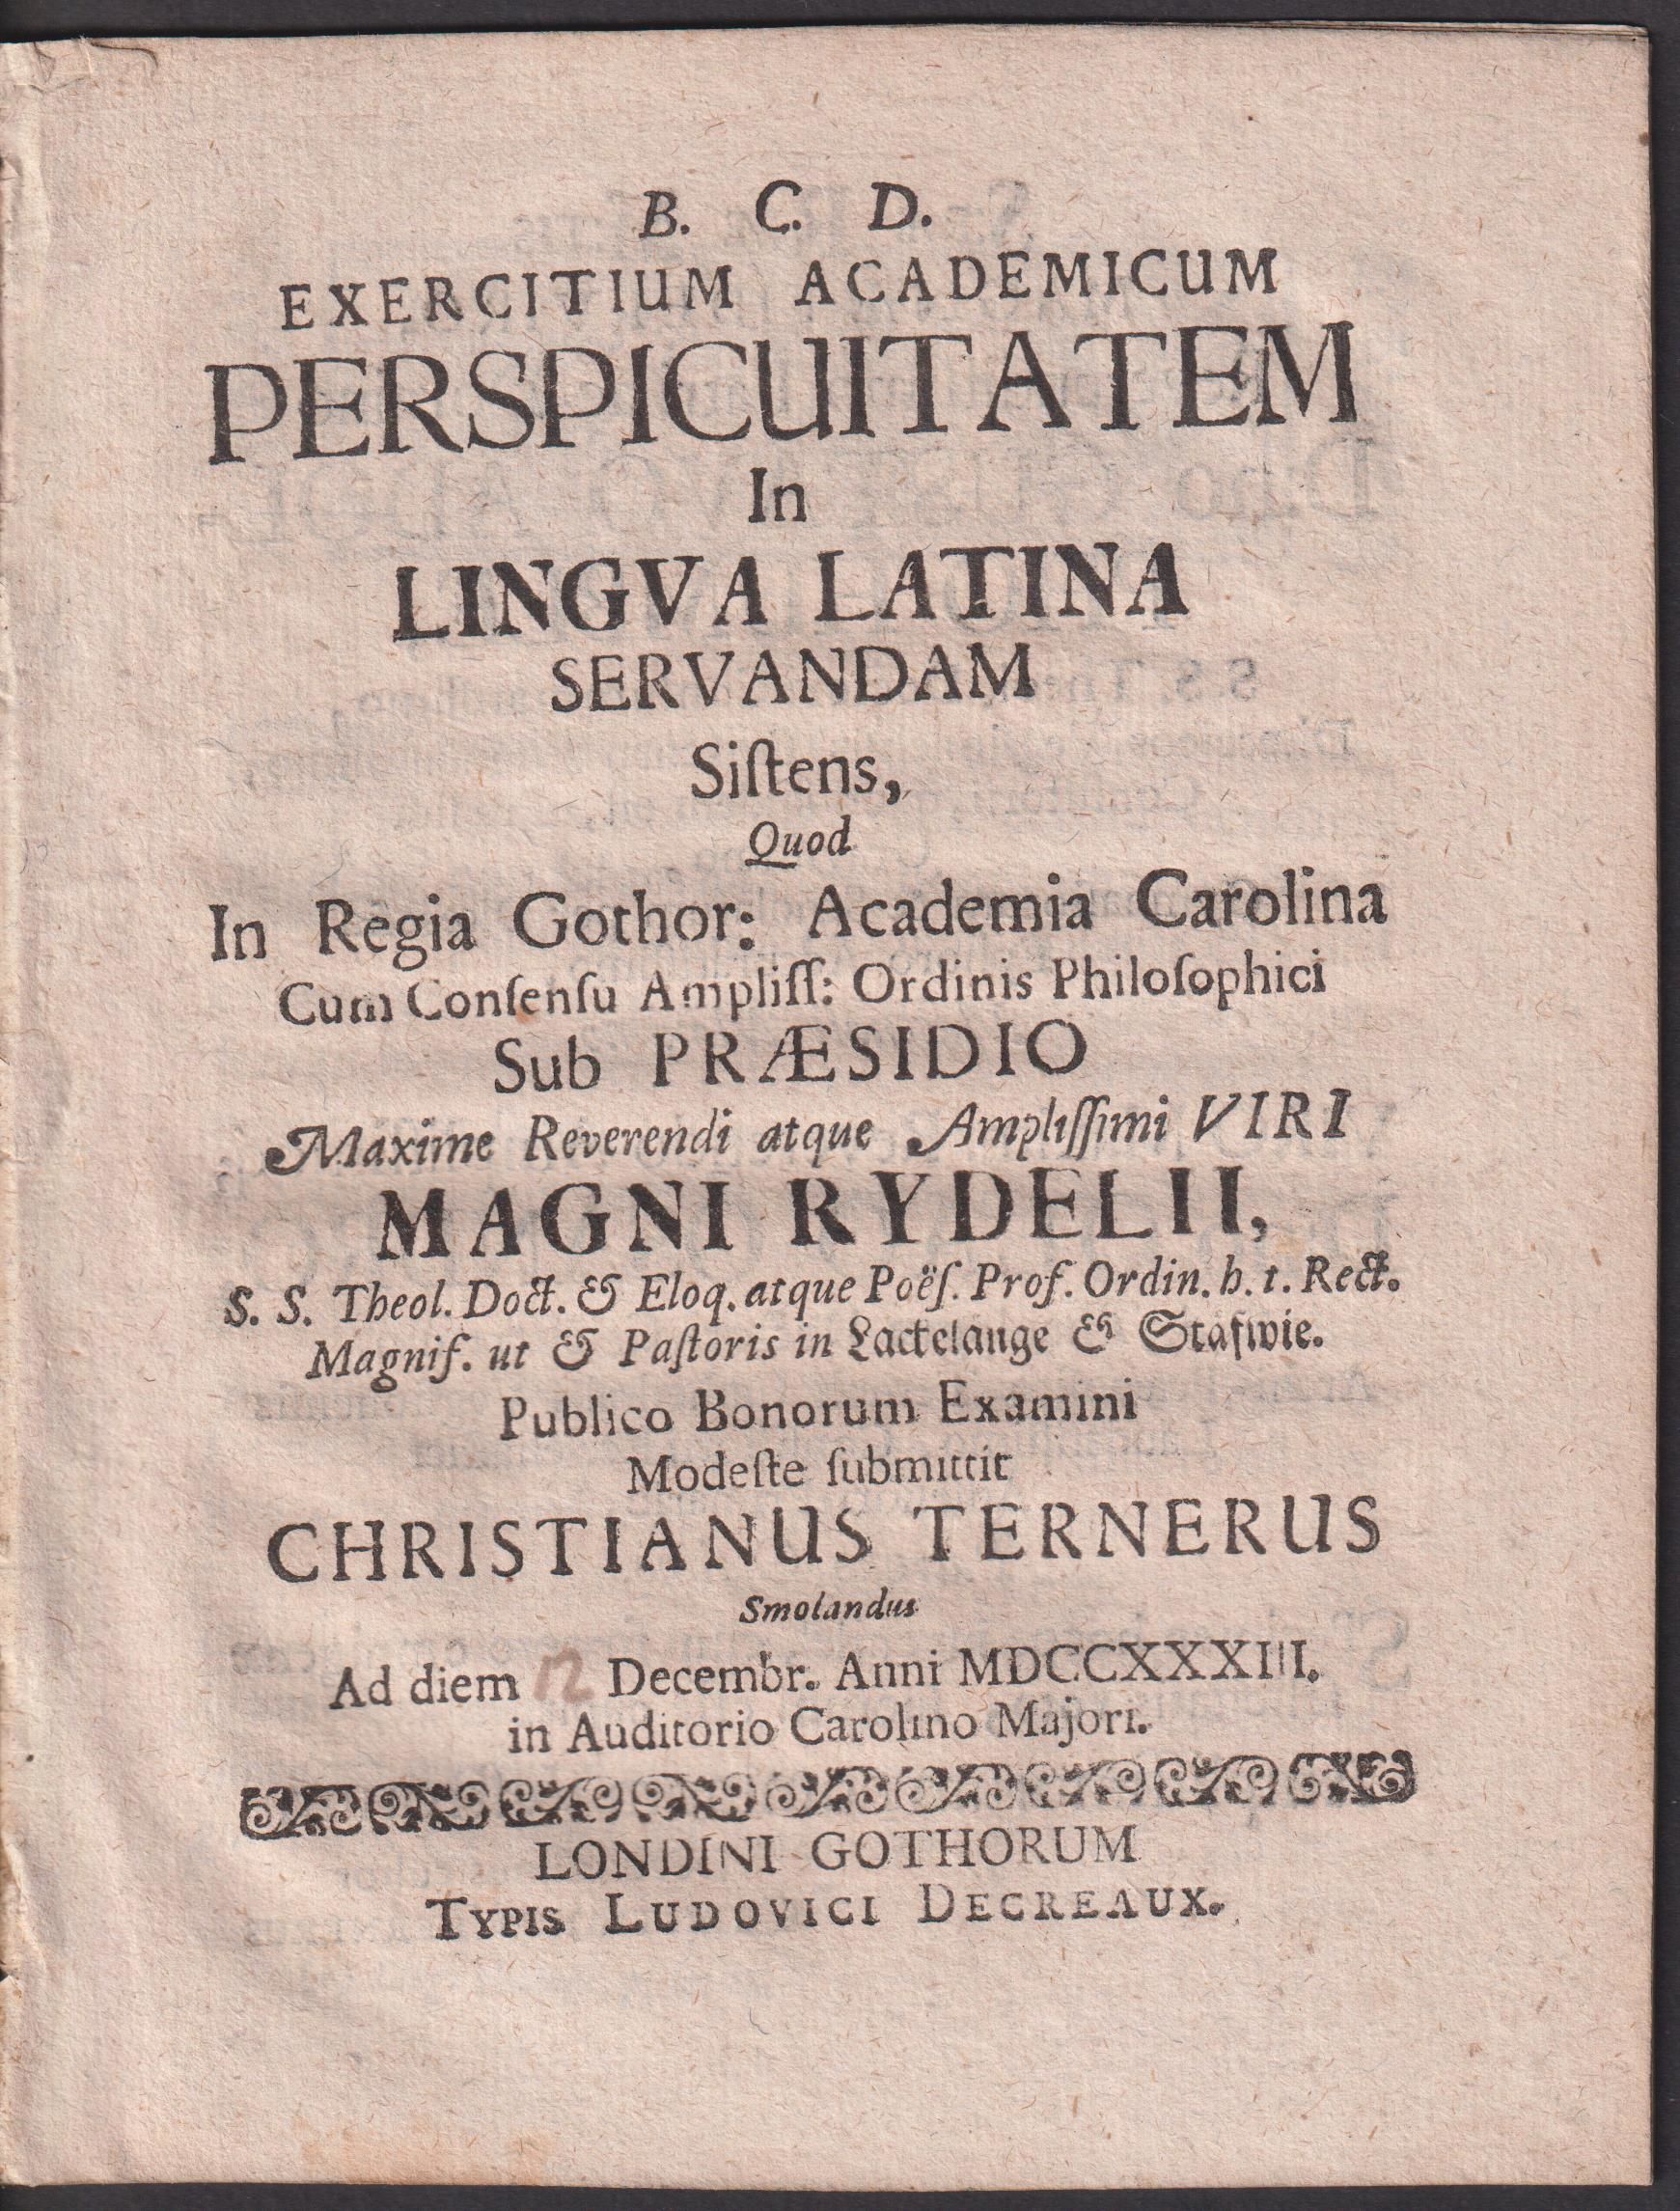 B. C. D.
EXERCITIUM ACADEMICUM
PERSPICUITATEM
In
LINGVA LATINA
SERVANDAM
Siſtens,
Quod
In Regia Gothor: Academia Carolina
Cum Conſenſu Ampliſſ: Ordinis Philoſophici
Sub PRÆSIDIO
Maxime Reverendi atque Ampliſſimi VIRI
MAGNI RYDELII,
S. S. Theol. Doct. & Eloq. atque Poëſ. Prof. Ordin. h. t. Rect.
Magnif. ut & Paſtoris in Lackelänge & Stäfwie.
Publico Bonorum Examini
Modeſte ſubmittit
CHRISTIANUS TERNERUS
Smolandus
Ad diem 12 Decembr. Anni MDCCXXXIII.
in Auditorio Carolino Majori.
LONDINI GOTHORUM
TYPIS LUDOVICI DECREAUX.